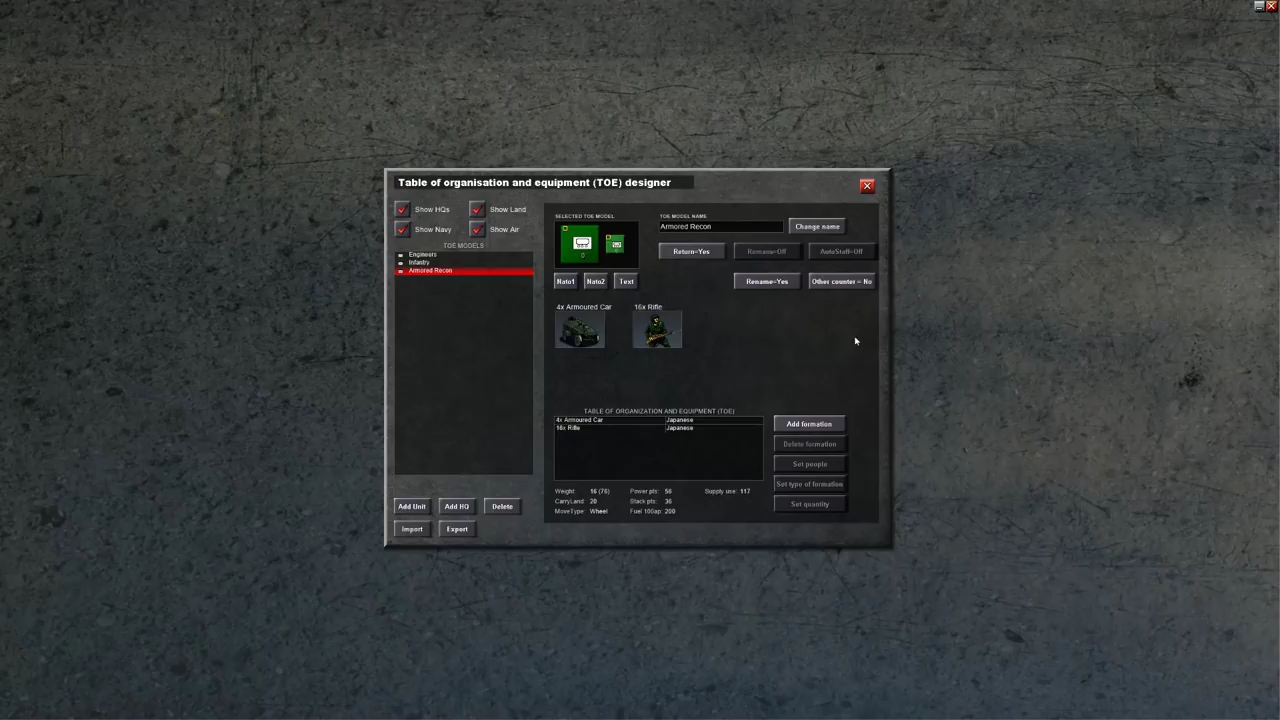 Table of organisation and equipment (TOE) designer
Show HQs
Show Land
Show Navy
Show Air
TOE MODELS
Engineers
Infastry
Armored Recon
Add Unit
Add HQ
Delete
Import
Export
SELECTED TOE MODEL
0
0
Nato1
Nato2
Text
TOE MODEL NAME
Armored Recon
Change name
Return=Yes
Remans=Off
AutoStaff=Off
Rename=Yes
Other counter = No
4x Armoured Car
16x Rifle
TABLE OF ORGANIZATION AND EQUIPMENT (TOE)
4x Armoured Car Japanese
16x Rifle Japanese
Add formation
Delete formation
Set people
Set type of formation
Set quantity
Weight: 16 (76) Power pts: 56 Supply use: 117
CarryLand: 20 Stack pts: 36
MoveType: Wheel Fuel 100ap: 200